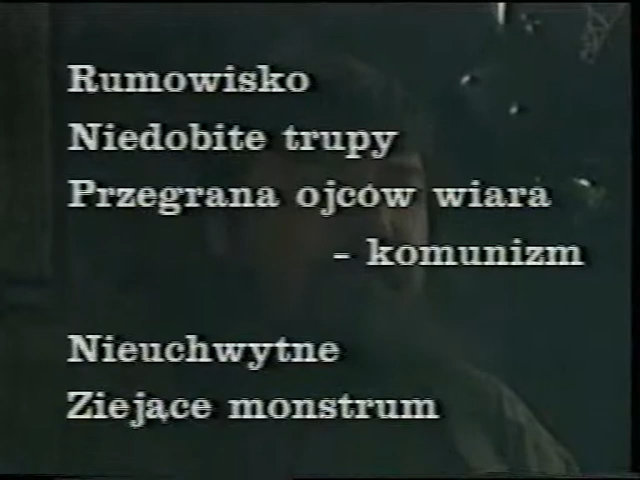 Rumowisko
Niedobite trupy
Przegrana ojców wiara
- komunizm
Nieuchwytne
Ziejące monstrum